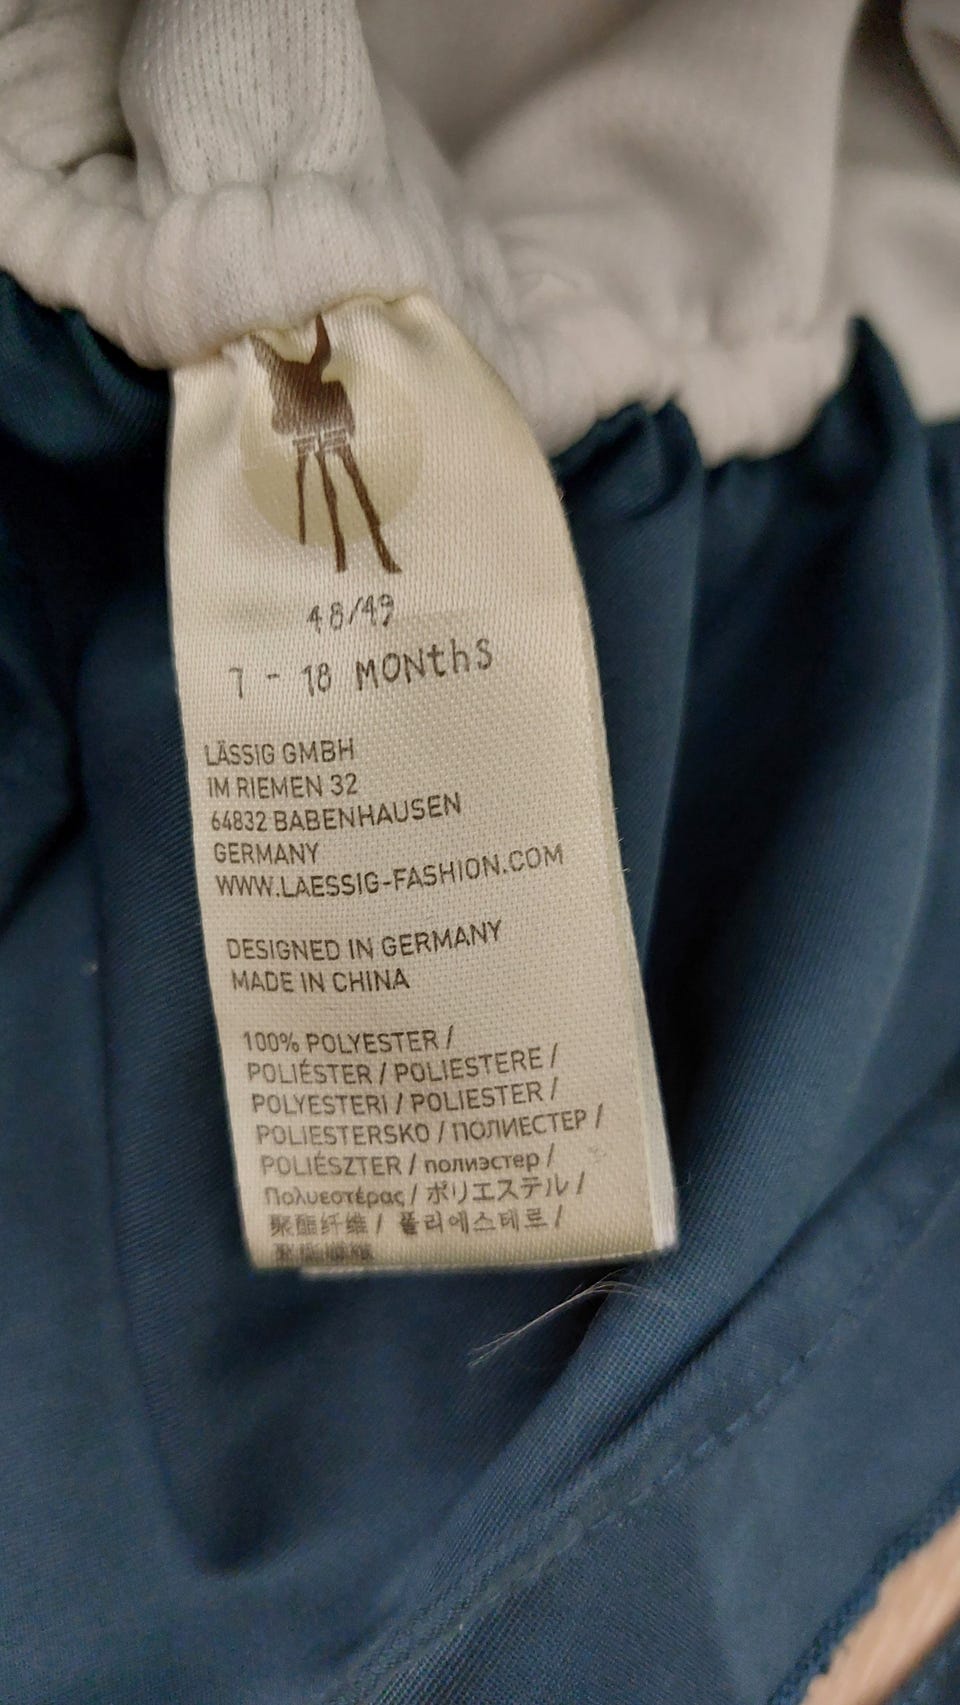 48/49
7 - 18 MONthS
LÄSSIG GMBH
IM RIEMEN 32
64832 BABENHAUSEN
GERMANY
WWW.LAESSIG-FASHION.COM
DESIGNED IN GERMANY
MADE IN CHINA
100% POLYESTER /
POLIÉSTER / POLIESTERE /
POLYESTERI / POLIESTER /
POLIESTERSKO / ПОЛИЕСТЕР /
POLIÉSZTER / полиэстер /
Πολυεστέρας / ポリエステル /
聚酯纤维 / 폴리에스테르 /